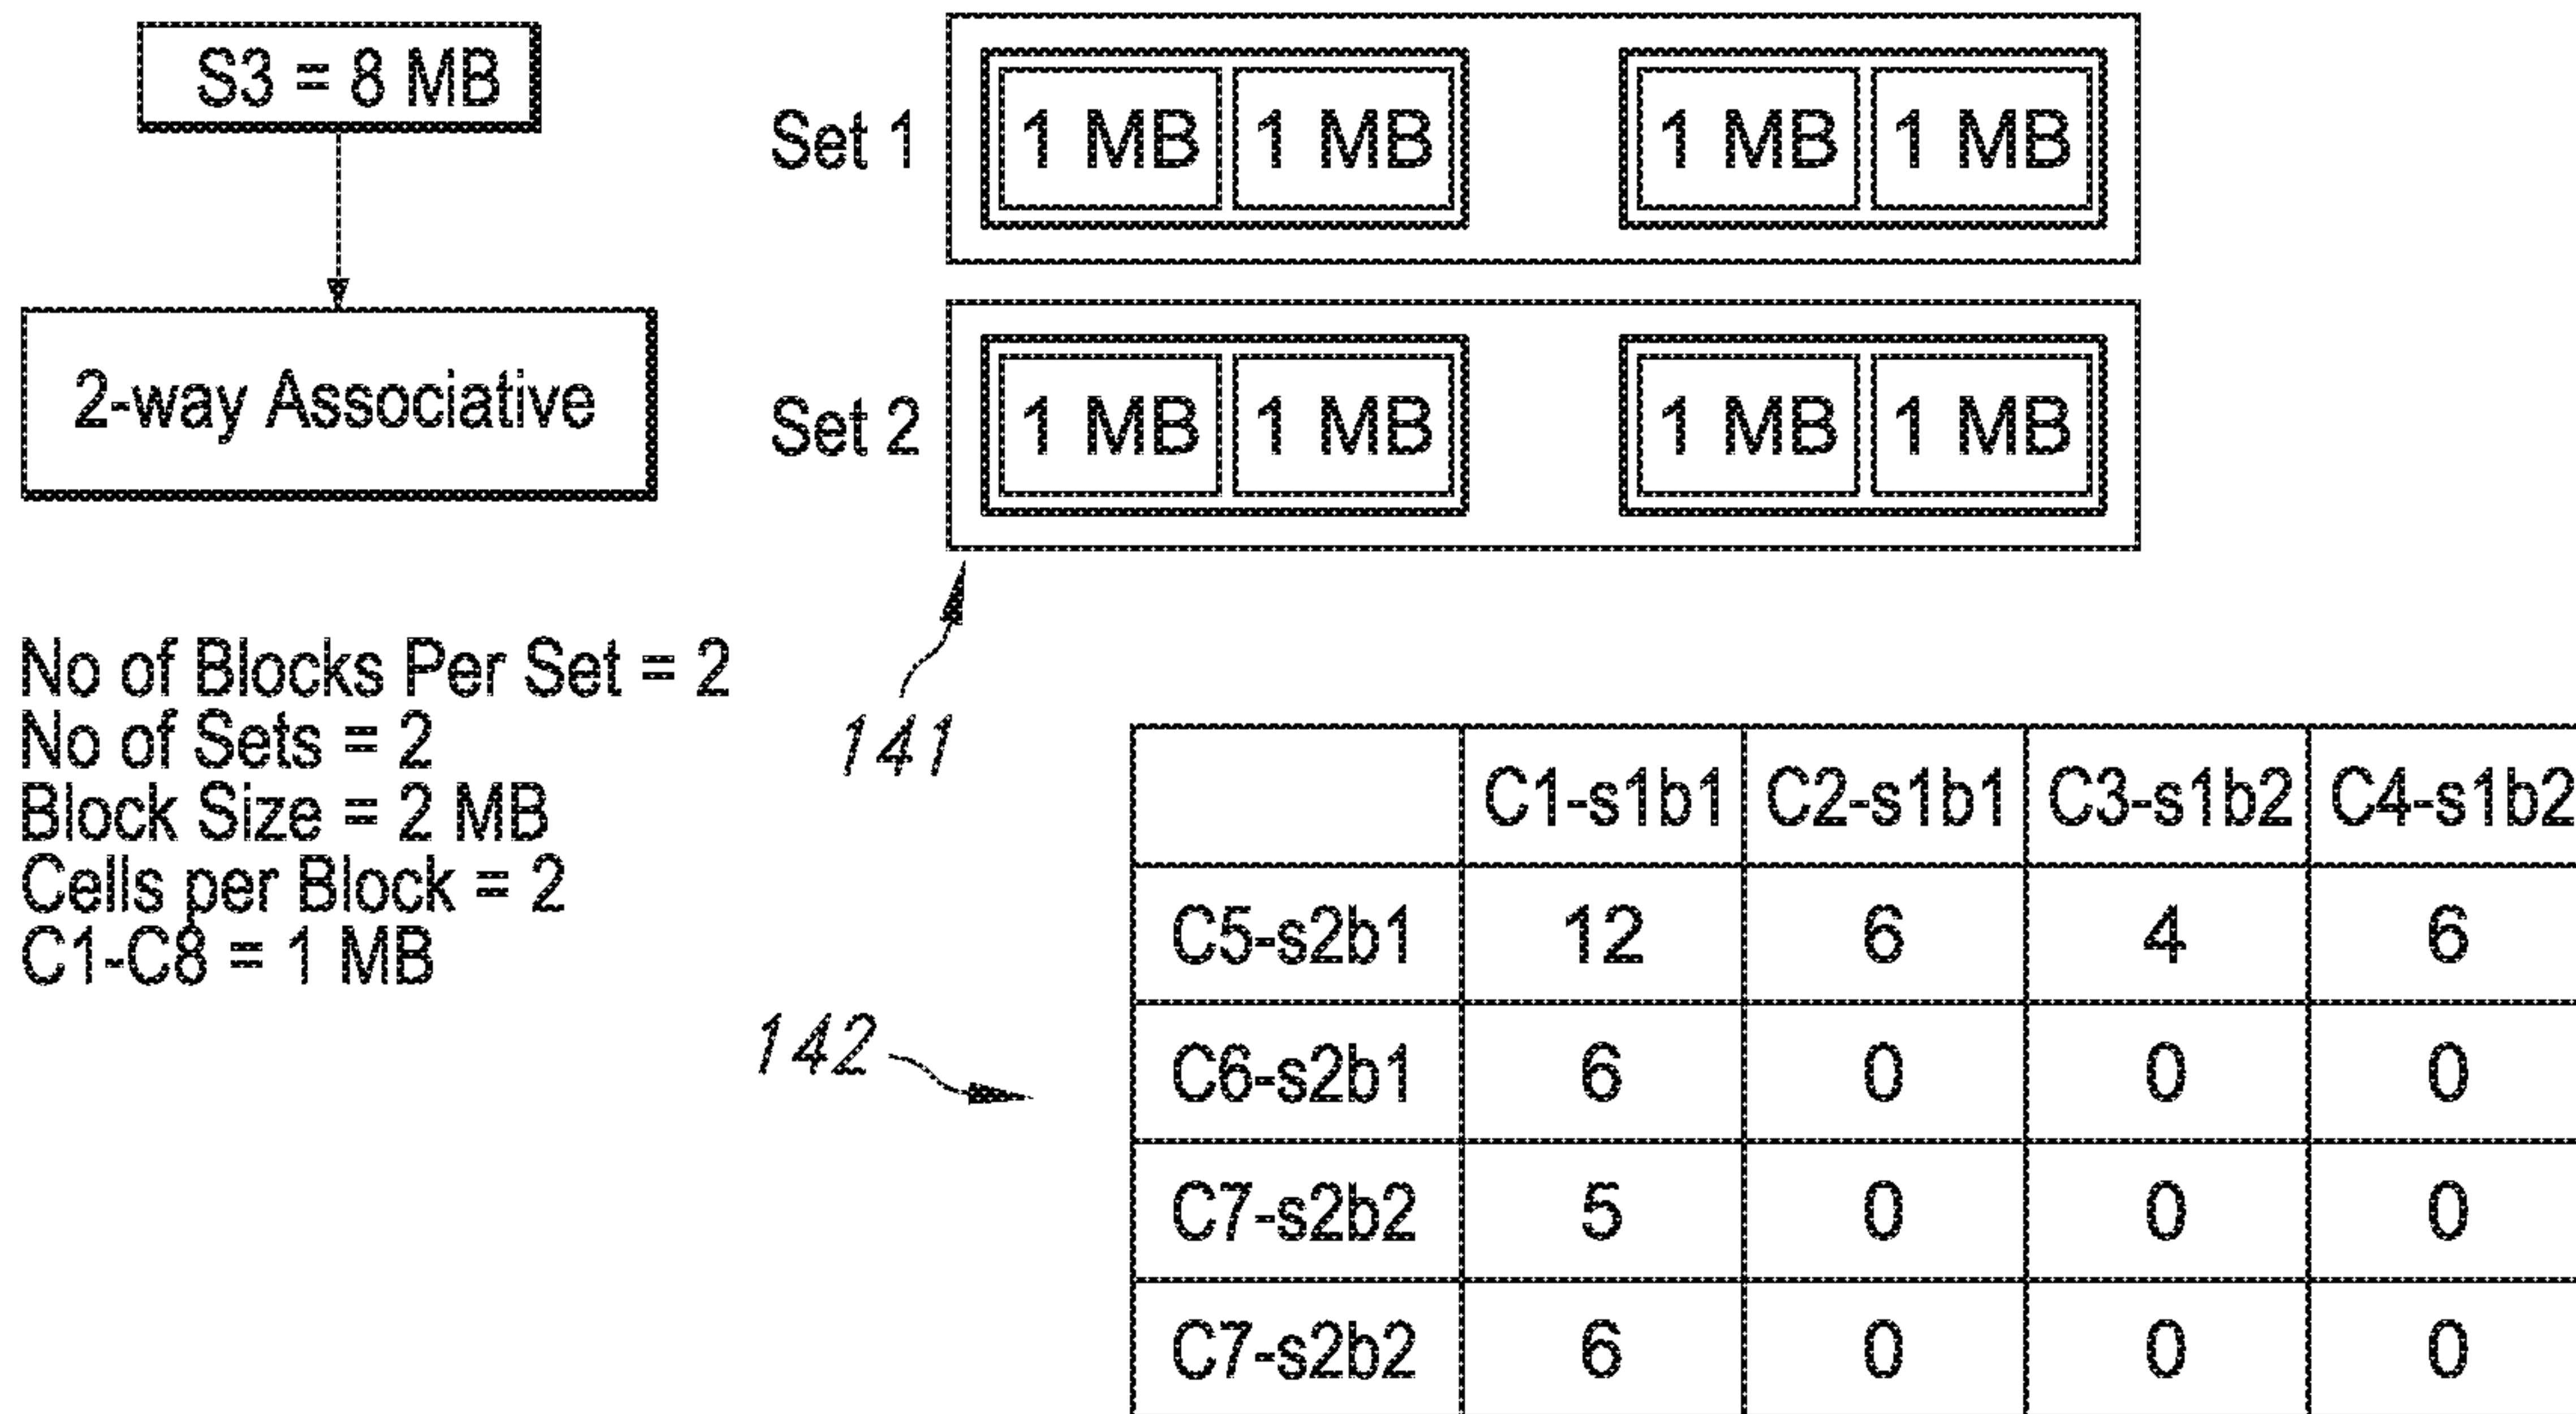 S3 = 8 MB
2-way Associative
Set 1 1 MB 1 MB 1 MB 1 MB
Set 2 1 MB 1 MB 1 MB 1 MB
141
No of Blocks Per Set = 2
No of Sets = 2
Block Size = 2 MB
Cells per Block = 2
C1-C8 = 1 MB
142
C1-s1b1 C2-s1b1 C3-s1b2 C4-s1b2
C5-s2b1 12 6 4 6
C6-s2b1 6 0 0 0
C7-s2b2 5 0 0 0
C7-s2b2 6 0 0 0